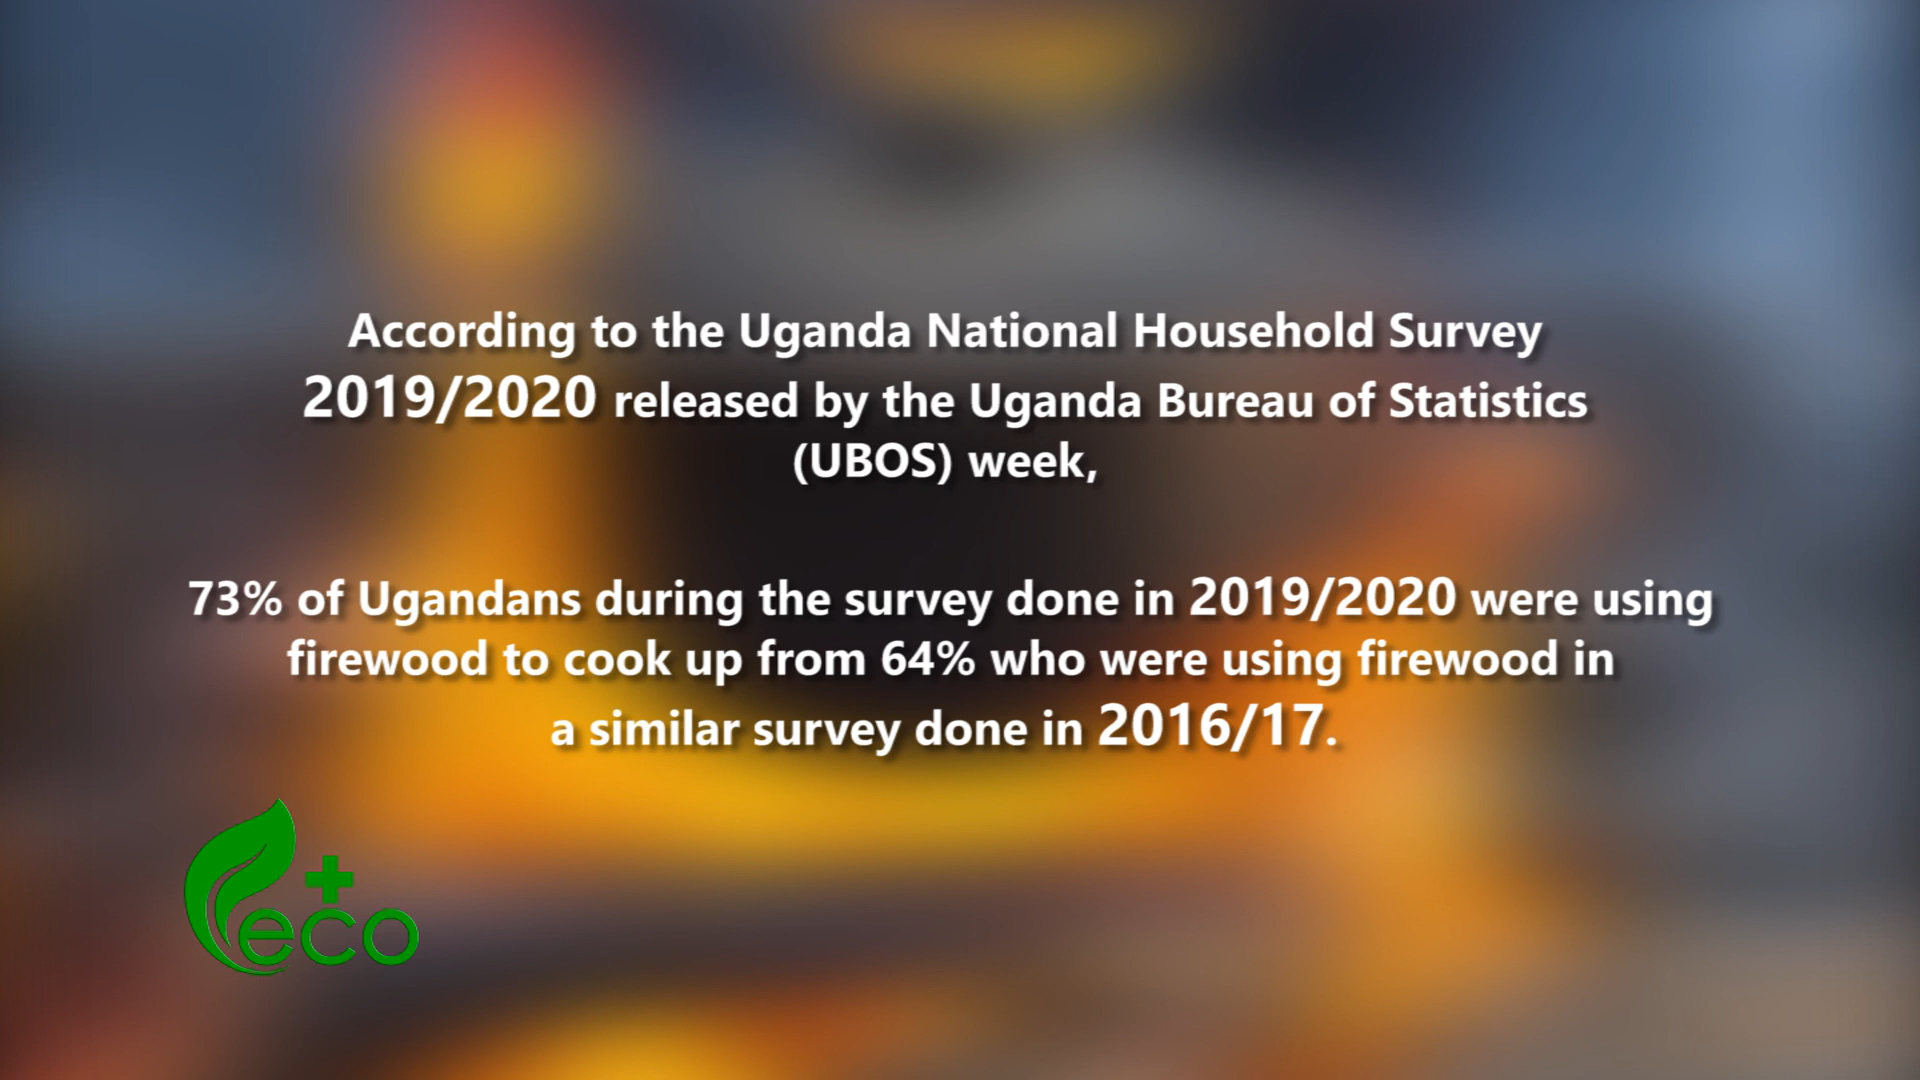 According to the Uganda National Household Survey
2019/2020 released by the Uganda Bureau of Statistics
(UBOS) week,
73% of Ugandans during the survey done in 2019/2020 were using
firewood to cook up from 64% who were using firewood in
a similar survey done in 2016/17.
eco+